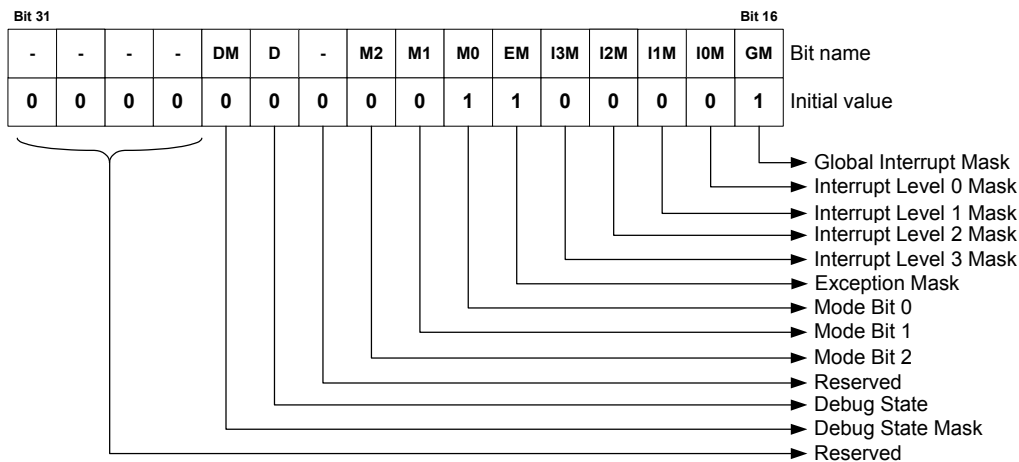 Bit 31 Bit 16
- - - - DM D - M2 M1 M0 EM I3M I2M I1M I0M GM Bit name
0 0 0 0 0 0 0 0 0 1 1 0 0 0 0 1 Initial value
Global Interrupt Mask
Interrupt Level 0 Mask
Interrupt Level 1 Mask
Interrupt Level 2 Mask
Interrupt Level 3 Mask
Exception Mask
Mode Bit 0
Mode Bit 1
Mode Bit 2
Reserved
Debug State
Debug State Mask
Reserved